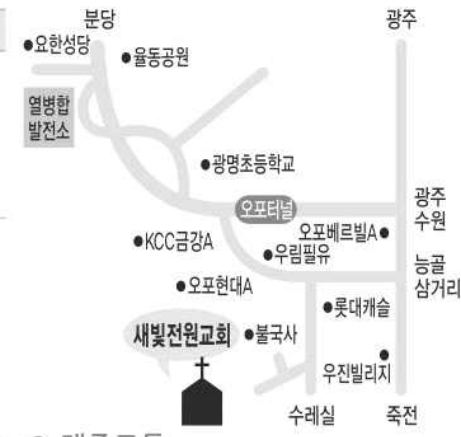 분당
광주
●요한성당
●율동공원
열병합
발전소
●광명초등학교
오포터널
광주
수원
오포베르빌A●
●KCC금강A
●우림필유
능골
삼거리
●오포현대A
●롯대캐슬
새빛전원교회
●불국사
우진빌리지
수레실
죽전